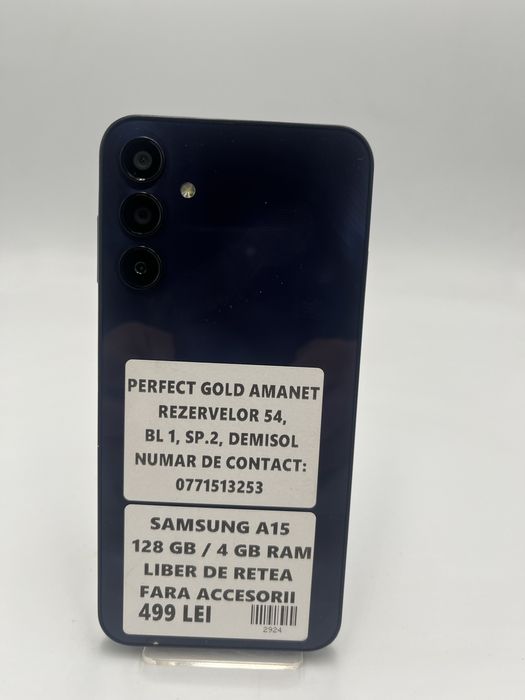 PERFECT GOLD AMANET
REZERVELOR 54,
BL 1, SP.2, DEMISOL
NUMAR DE CONTACT:
0771513253
SAMSUNG A15
128 GB / 4 GB RAM
LIBER DE RETEA
FARA ACCESORII
499 LEI
2924